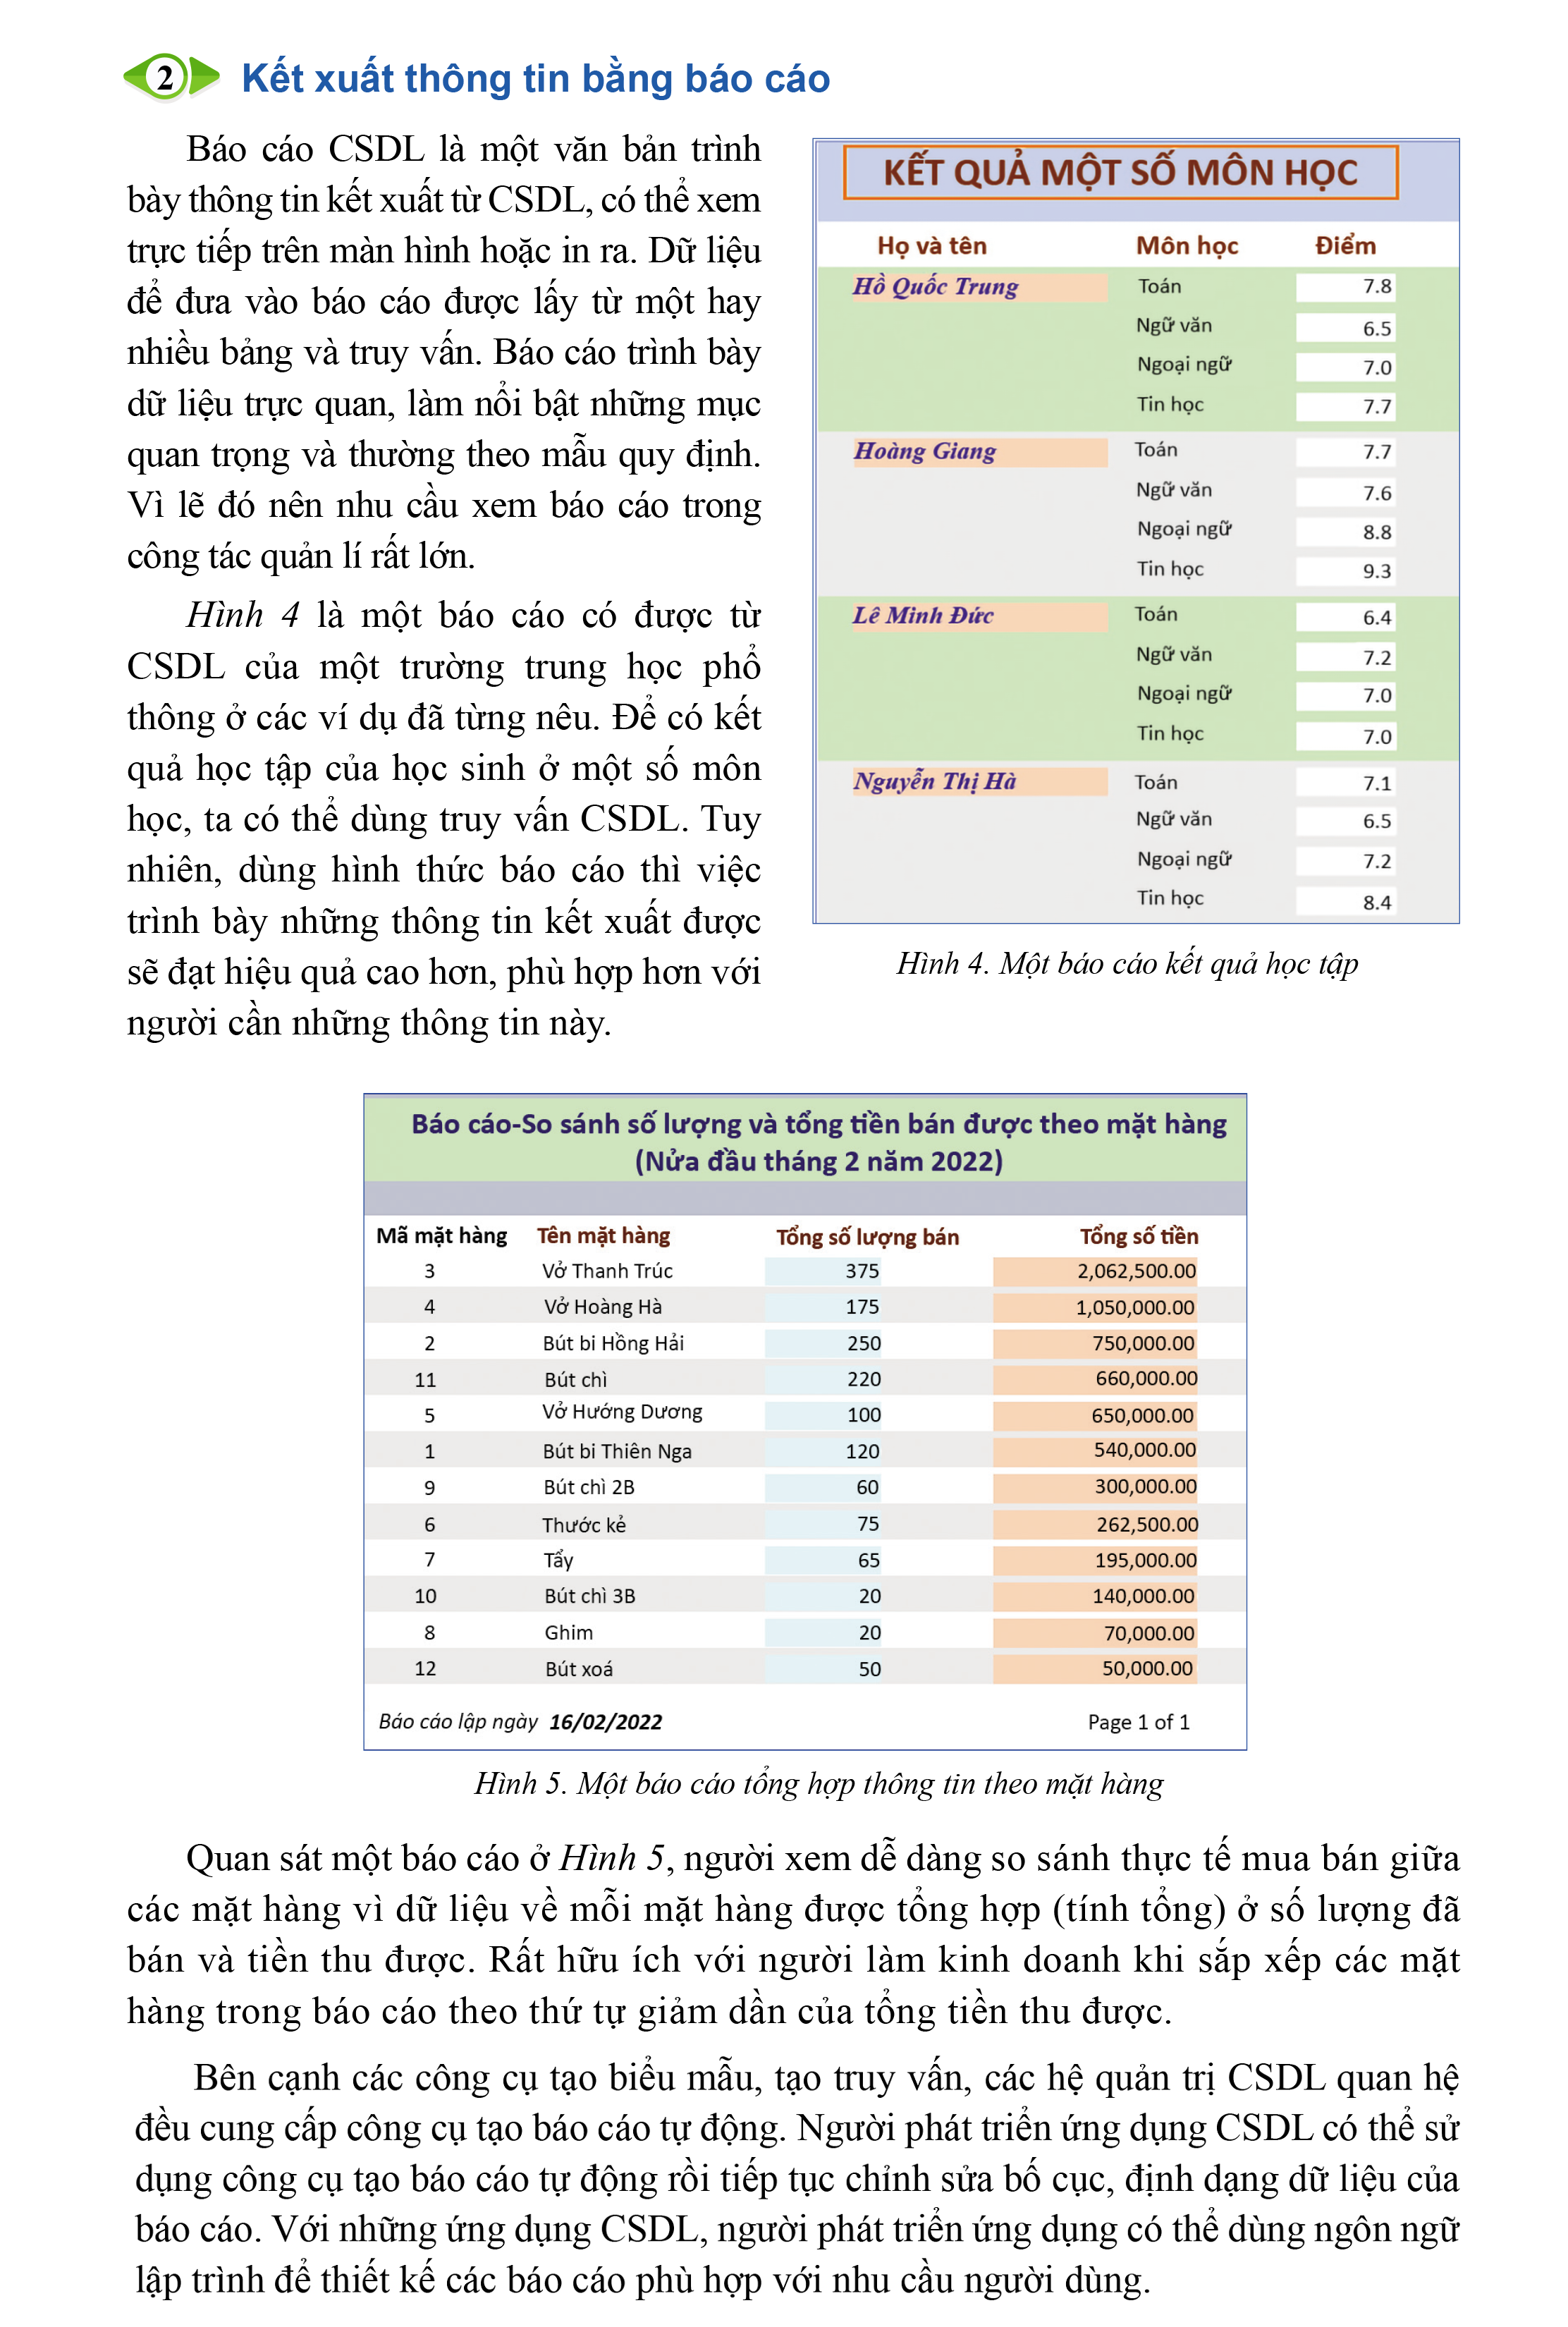 2 Kết xuất thông tin bằng báo cáo
Báo cáo CSDL là một văn bản trình
bày thông tin kết xuất từ CSDL, có thể xem
trực tiếp trên màn hình hoặc in ra. Dữ liệu
để đưa vào báo cáo được lấy từ một hay
nhiều bảng và truy vấn. Báo cáo trình bày
dữ liệu trực quan, làm nổi bật những mục
quan trọng và thường theo mẫu quy định.
Vì lẽ đó nên nhu cầu xem báo cáo trong
công tác quản lí rất lớn.
Hình 4 là một báo cáo có được từ
CSDL của một trường trung học phổ
thông ở các ví dụ đã từng nêu. Để có kết
quả học tập của học sinh ở một số môn
học, ta có thể dùng truy vấn CSDL. Tuy
nhiên, dùng hình thức báo cáo thì việc
trình bày những thông tin kết xuất được
sẽ đạt hiệu quả cao hơn, phù hợp hơn với
người cần những thông tin này.
KẾT QUẢ MỘT SỐ MÔN HỌC
Họ và tên Môn học Điểm
Hồ Quốc Trung Toán 7.8
Ngữ văn 6.5
Ngoại ngữ 7.0
Tin học 7.7
Hoàng Giang Toán 7.7
Ngữ văn 7.6
Ngoại ngữ 8.8
Tin học 9.3
Lê Minh Đức Toán 6.4
Ngữ văn 7.2
Ngoại ngữ 7.0
Tin học 7.0
Nguyễn Thị Hà Toán 7.1
Ngữ văn 6.5
Ngoại ngữ 7.2
Tin học 8.4
Hình 4. Một báo cáo kết quả học tập
Báo cáo-So sánh số lượng và tổng tiền bán được theo mặt hàng
(Nửa đầu tháng 2 năm 2022)
Mã mặt hàng Tên mặt hàng Tổng số lượng bán Tổng số tiền
3 Vở Thanh Trúc 375 2,062,500.00
4 Vở Hoàng Hà 175 1,050,000.00
2 Bút bi Hồng Hải 250 750,000.00
11 Bút chì 220 660,000.00
5 Vở Hướng Dương 100 650,000.00
1 Bút bi Thiên Nga 120 540,000.00
9 Bút chì 2B 60 300,000.00
6 Thước kẻ 75 262,500.00
7 Tẩy 65 195,000.00
10 Bút chì 3B 20 140,000.00
8 Ghim 20 70,000.00
12 Bút xoá 50 50,000.00
Báo cáo lập ngày 16/02/2022 Page 1 of 1
Hình 5. Một báo cáo tổng hợp thông tin theo mặt hàng
Quan sát một báo cáo ở Hình 5, người xem dễ dàng so sánh thực tế mua bán giữa
các mặt hàng vì dữ liệu về mỗi mặt hàng được tổng hợp (tính tổng) ở số lượng đã
bán và tiền thu được. Rất hữu ích với người làm kinh doanh khi sắp xếp các mặt
hàng trong báo cáo theo thứ tự giảm dần của tổng tiền thu được.
Bên cạnh các công cụ tạo biểu mẫu, tạo truy vấn, các hệ quản trị CSDL quan hệ
đều cung cấp công cụ tạo báo cáo tự động. Người phát triển ứng dụng CSDL có thể sử
dụng công cụ tạo báo cáo tự động rồi tiếp tục chỉnh sửa bố cục, định dạng dữ liệu của
báo cáo. Với những ứng dụng CSDL, người phát triển ứng dụng có thể dùng ngôn ngữ
lập trình để thiết kế các báo cáo phù hợp với nhu cầu người dùng.